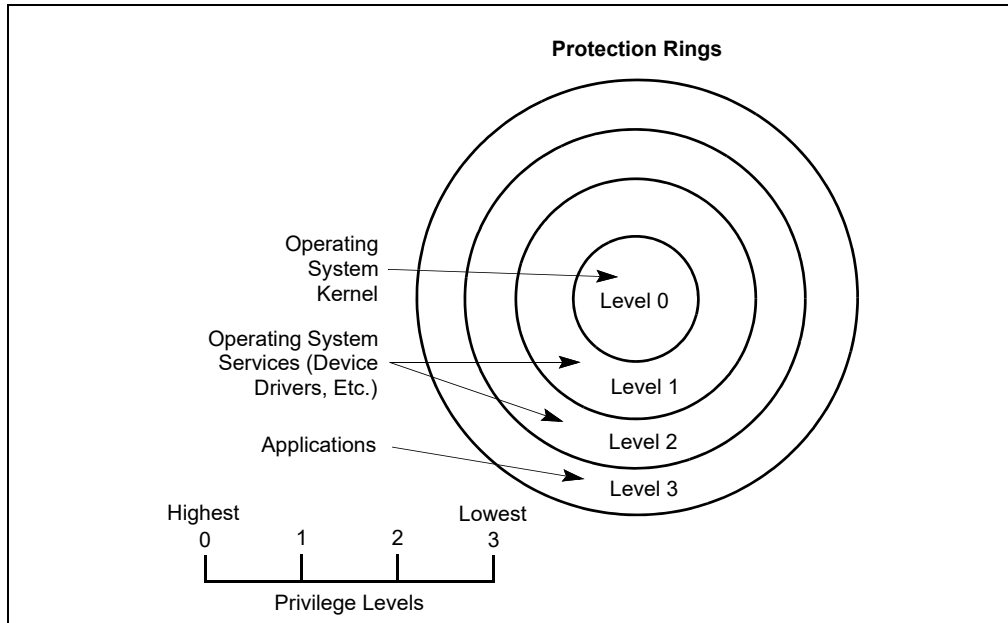 Protection Rings
Operating
System
Kernel
Level 0
Operating System
Services (Device
Drivers, Etc.)
Level 1
Level 2
Applications
Level 3
Highest
Lowest
0
1
2
3
Privilege Levels